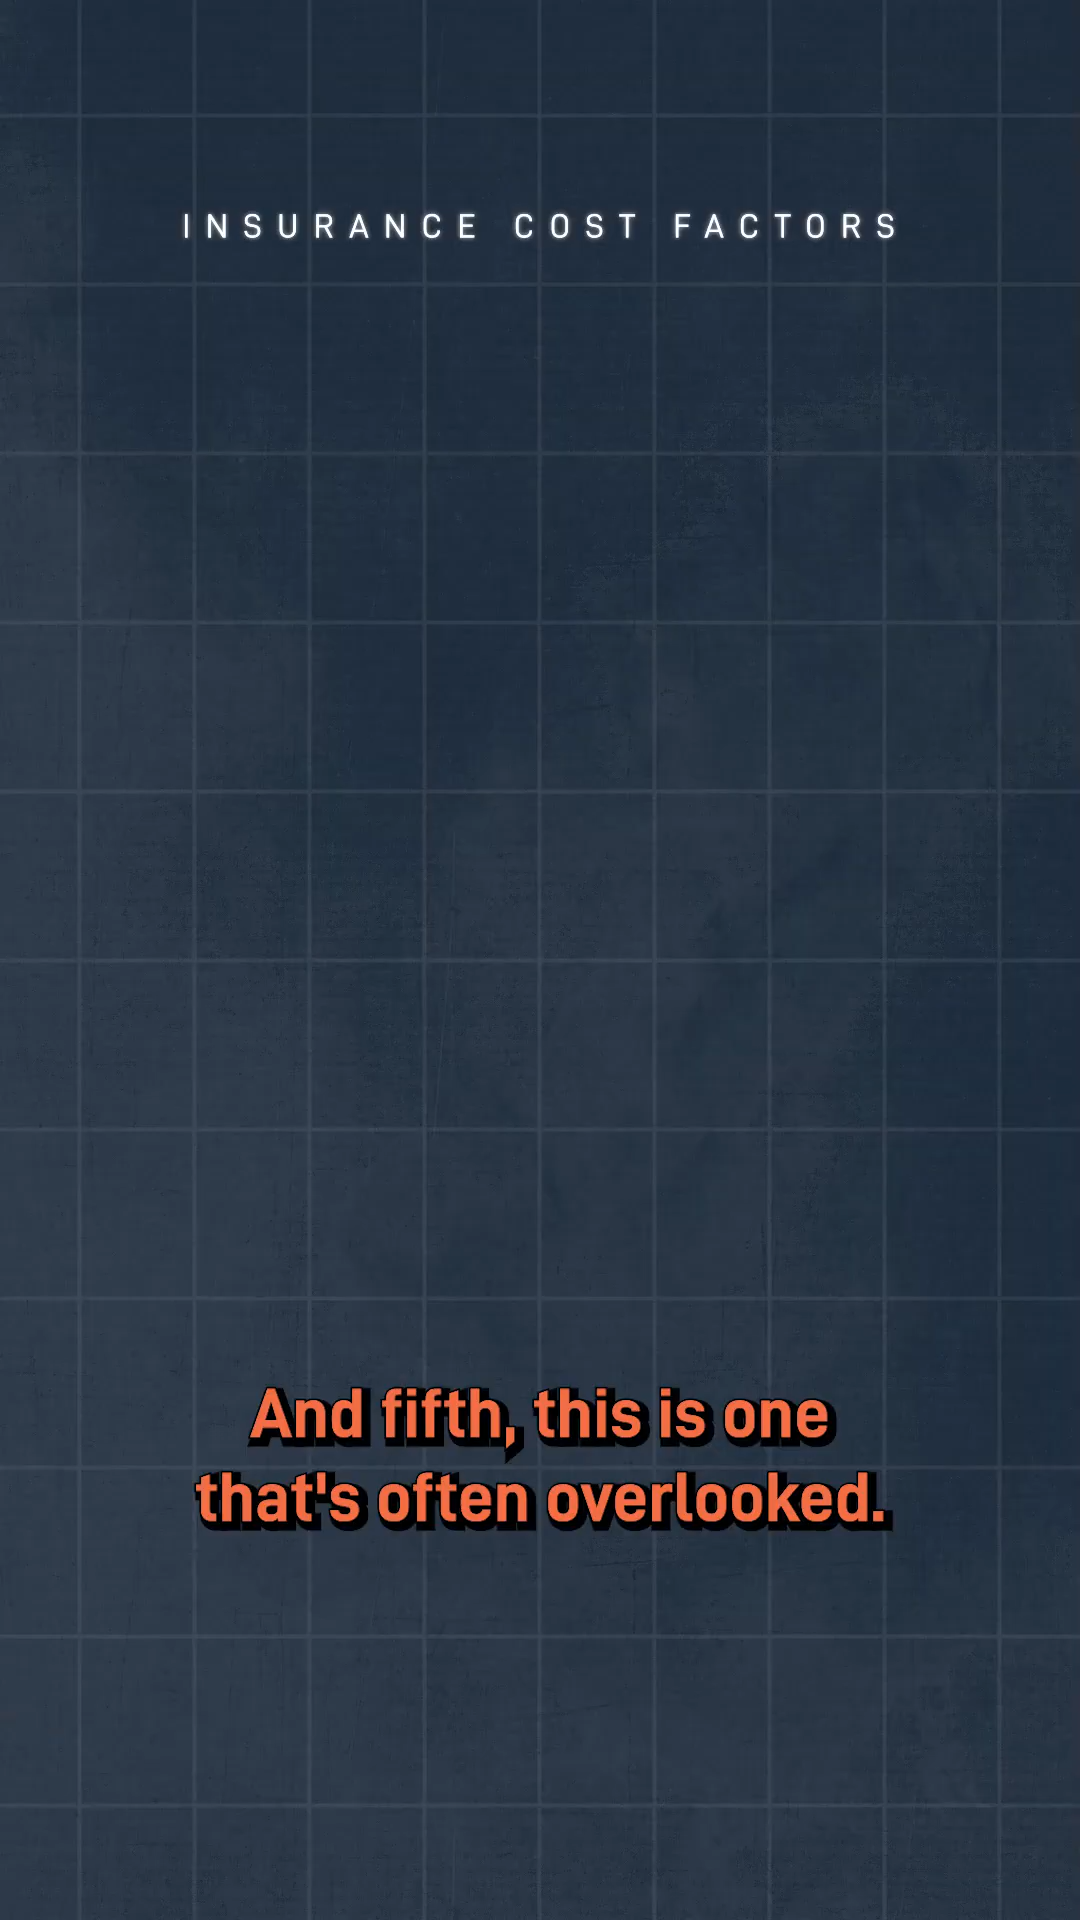 INSURANCE COST FACTORS
And fifth, this is one
that's often overlooked.